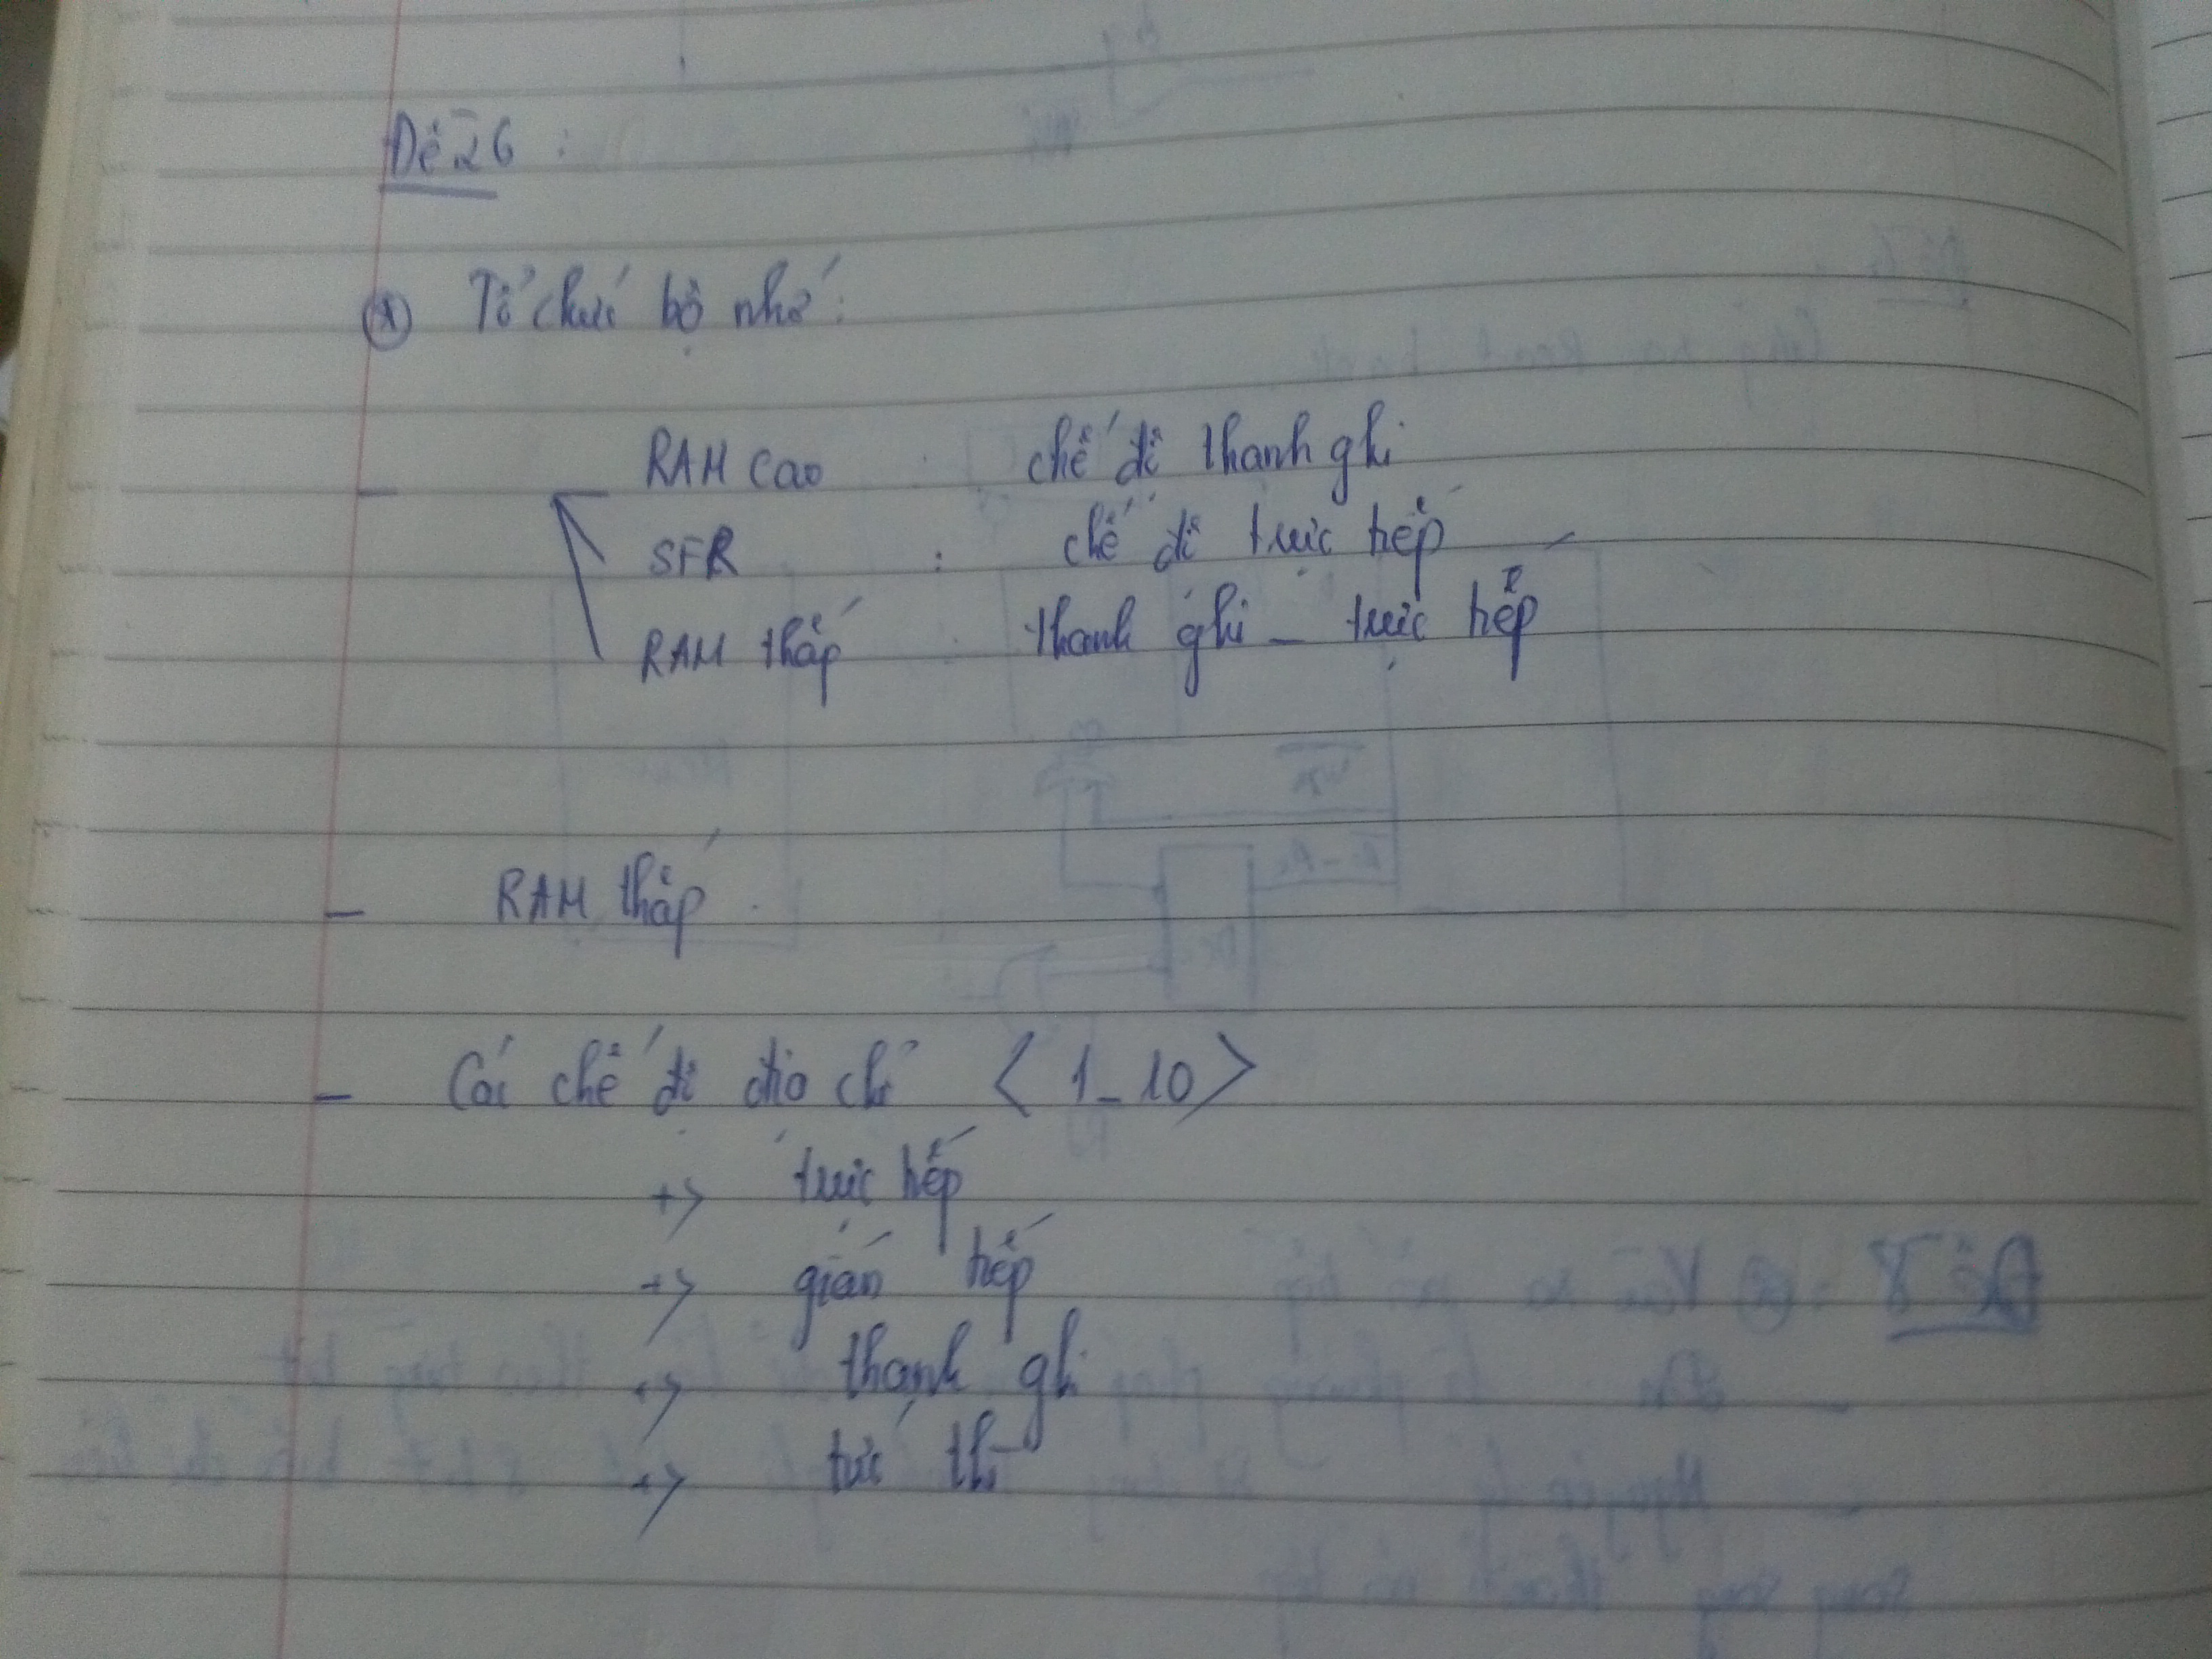 Đề 26 :
* Tổ chức bộ nhớ :
- RAM cao : chế độ thanh ghi
SFR : chế độ trực tiếp
RAM thấp : thanh ghi - trực tiếp
- RAM thấp
- Các chế độ địa chỉ < 1_10 >
+> trực tiếp
+> gián tiếp
+> thanh ghi
+> tức thì